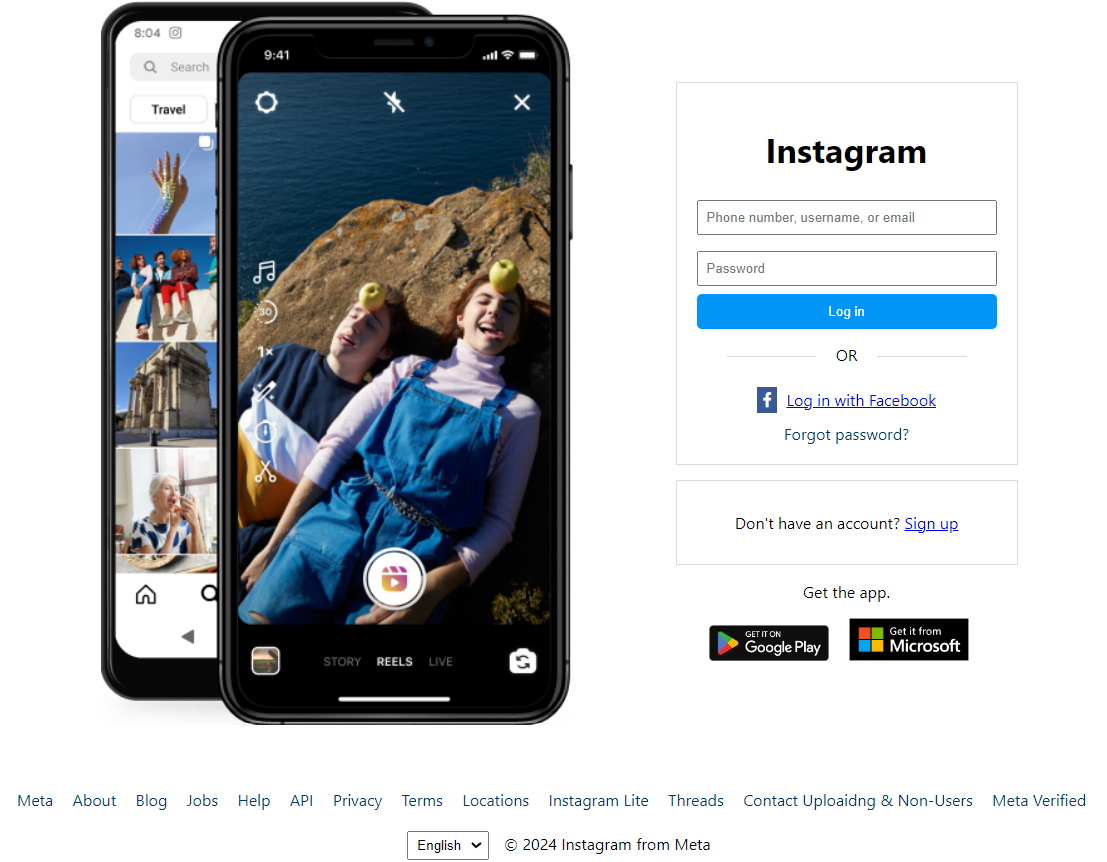 8:04
Search
Travel
9:41
30
1×
STORY REELS LIVE
Instagram
Phone number, username, or email
Password
Log in
OR
f Log in with Facebook
Forgot password?
Don't have an account? Sign up
Get the app.
GET IT ON
Google Play
Get it from
Microsoft
Meta About Blog Jobs Help API Privacy Terms Locations Instagram Lite Threads Contact Uploaidng & Non-Users Meta Verified
English © 2024 Instagram from Meta